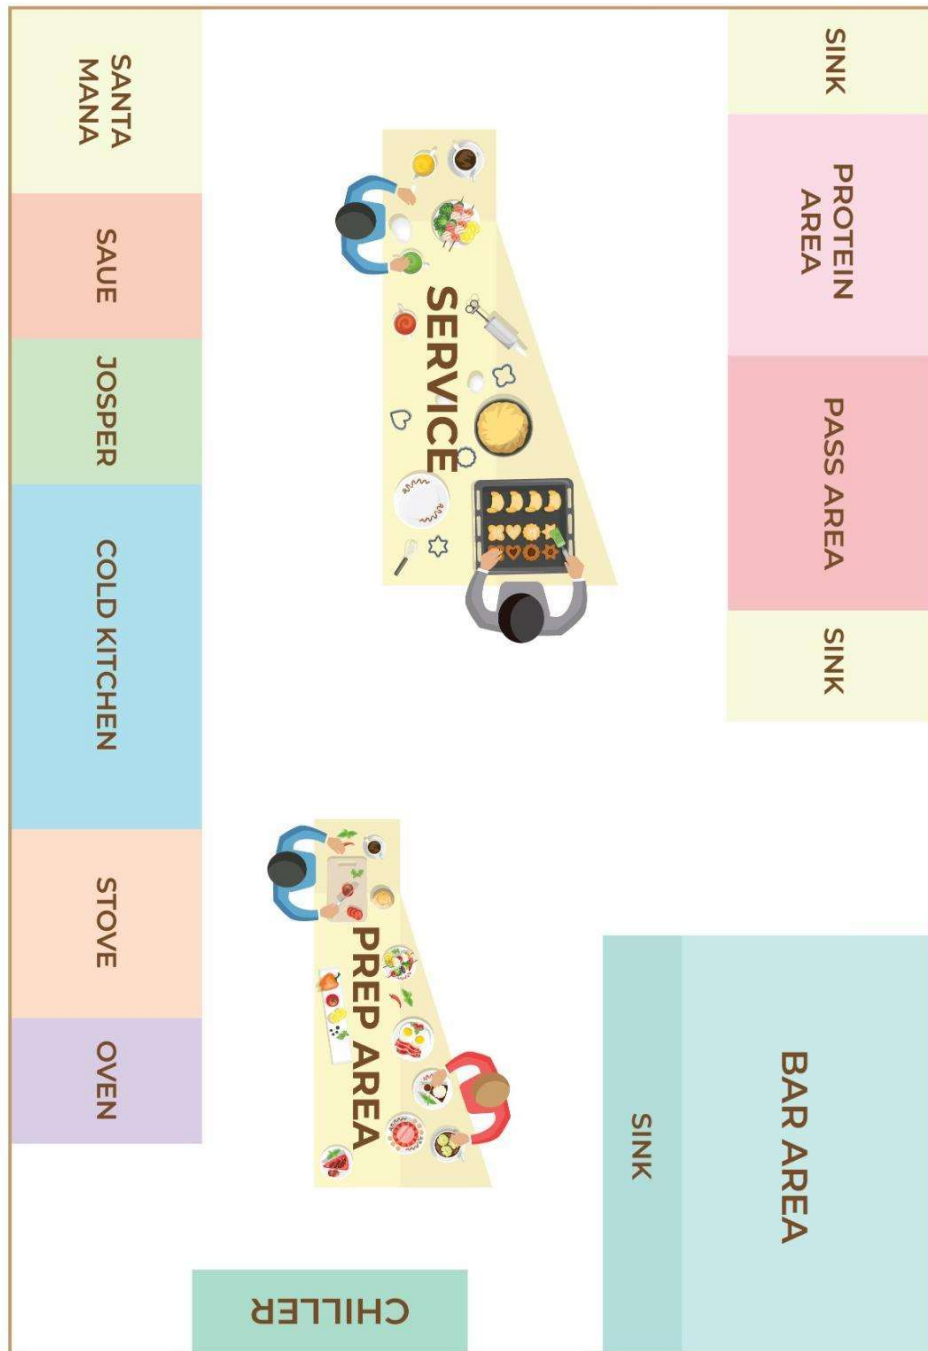 SANTA
MANA
SAUE
JOSPER
COLD KITCHEN
STOVE
OVEN
SERVICE
PREP AREA
CHILLER
SINK
PROTEIN
AREA
PASS AREA
SINK
SINK
BAR AREA